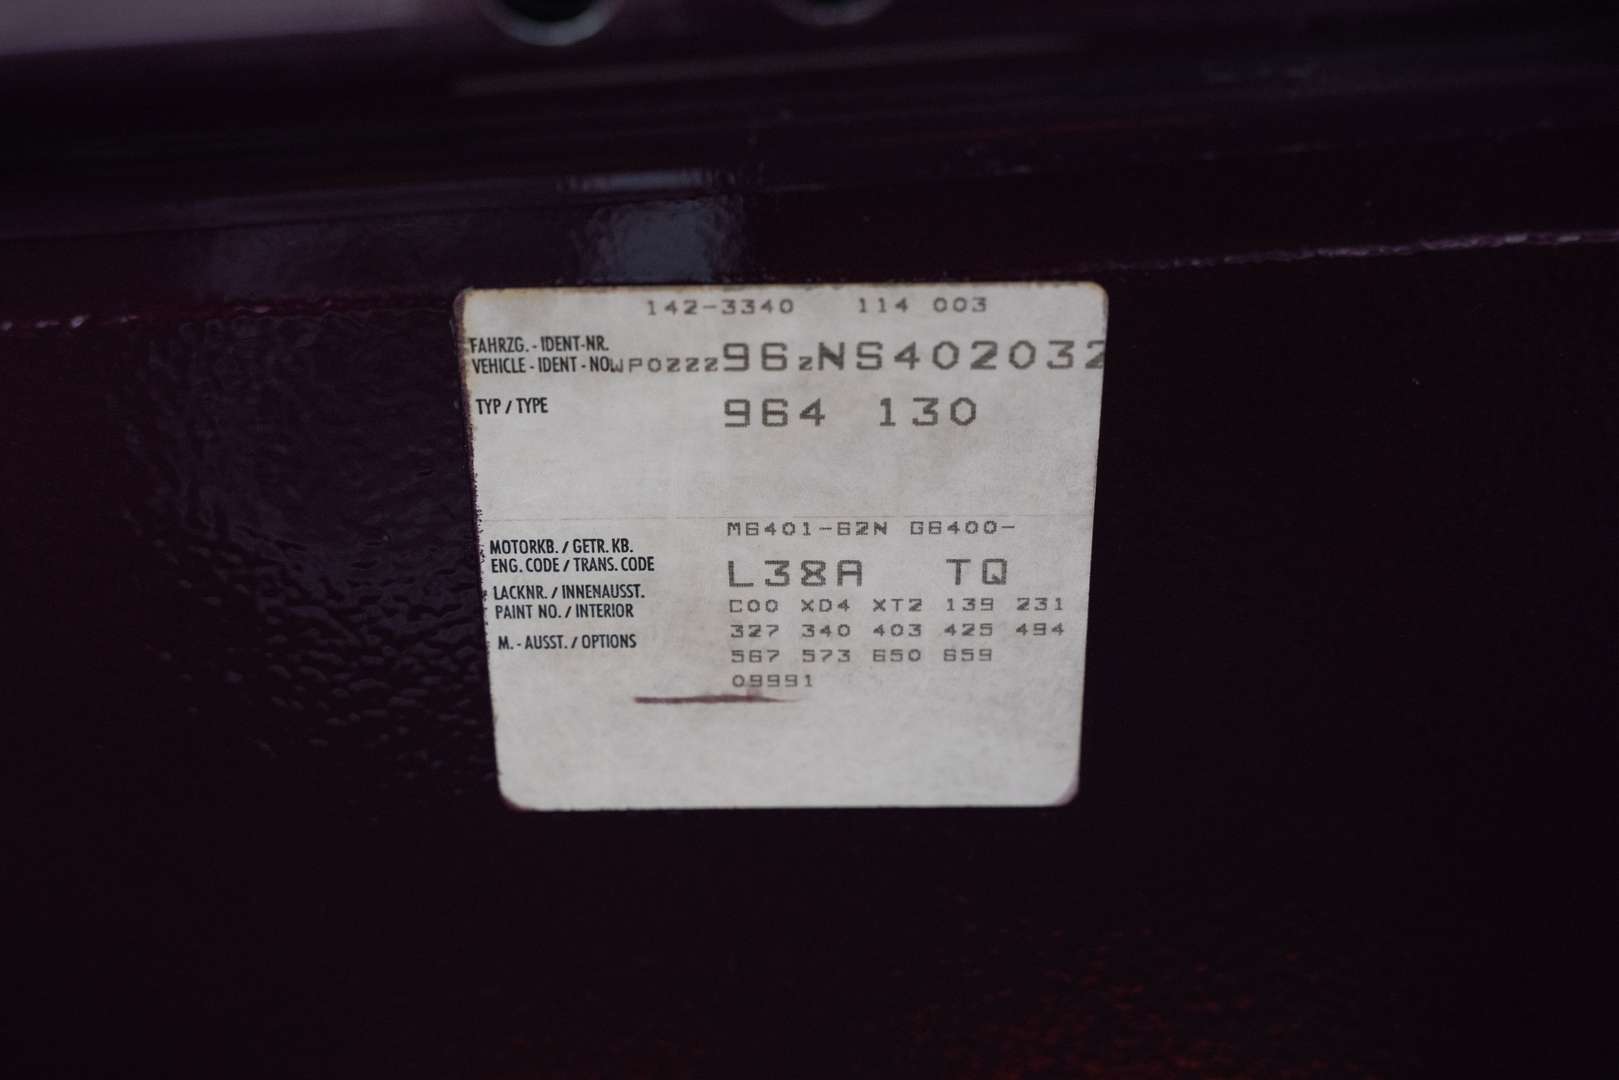 142-3340 114 003
FAHRZG. - IDENT-NR.
VEHICLE - IDENT - NO. WP0ZZZ96ZNS402032
TYP / TYPE 964 130
M6401-62N G6400-
MOTORKB. / GETR. KB.
ENG. CODE / TRANS. CODE
L38A TQ
LACKNR. / INNENAUSST.
PAINT NO. / INTERIOR
C00 XD4 XT2 139 231
327 340 403 425 494
M. - AUSST. / OPTIONS
567 573 650 659
09991